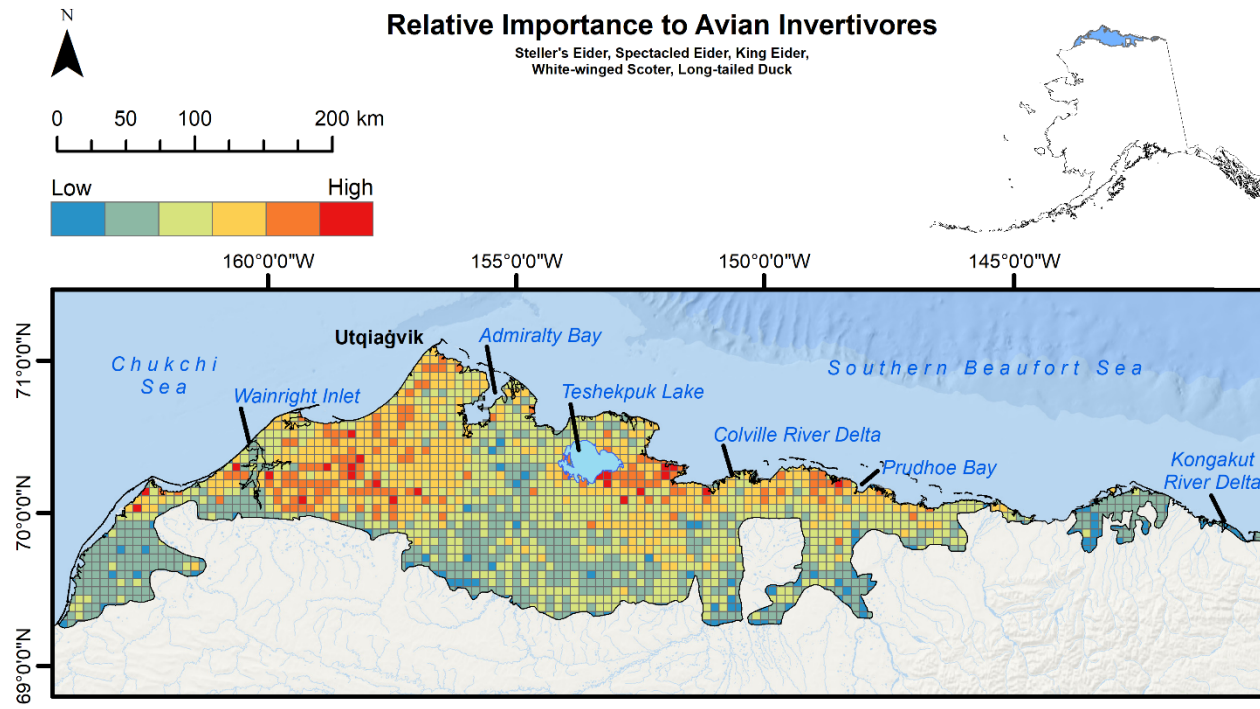 N
Relative Importance to Avian Invertivores
Steller's Eider, Spectacled Eider, King Eider,
White-winged Scoter, Long-tailed Duck
0 50 100 200 km
Low High
160°0'0"W 155°0'0"W 150°0'0"W 145°0'0"W
71°0'0"N
70°0'0"N
69°0'0"N
Utqiaġvik
Admiralty Bay
Chukchi
Sea
Southern Beaufort Sea
Wainright Inlet
Teshekpuk Lake
Colville River Delta
Prudhoe Bay
Kongakut
River Delta